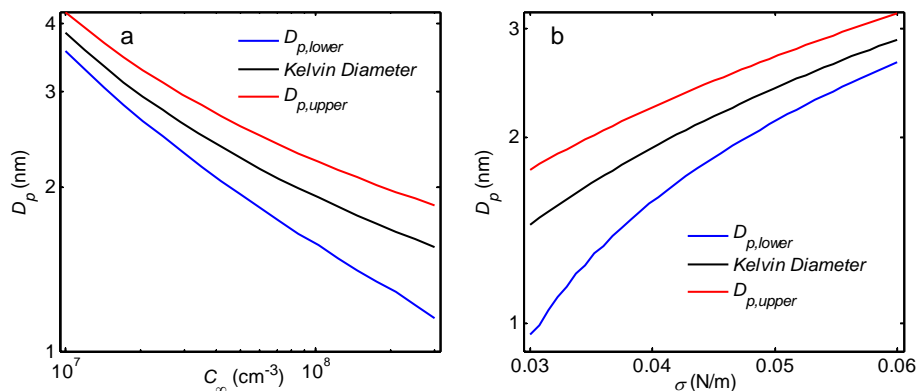 a
D_p,lower
Kelvin Diameter
D_p,upper
4
3
2
1
D_p (nm)
10^7
10^8
C_∞ (cm^-3)
b
D_p,lower
Kelvin Diameter
D_p,upper
3
2
1
D_p (nm)
0.03
0.04
0.05
0.06
σ (N/m)